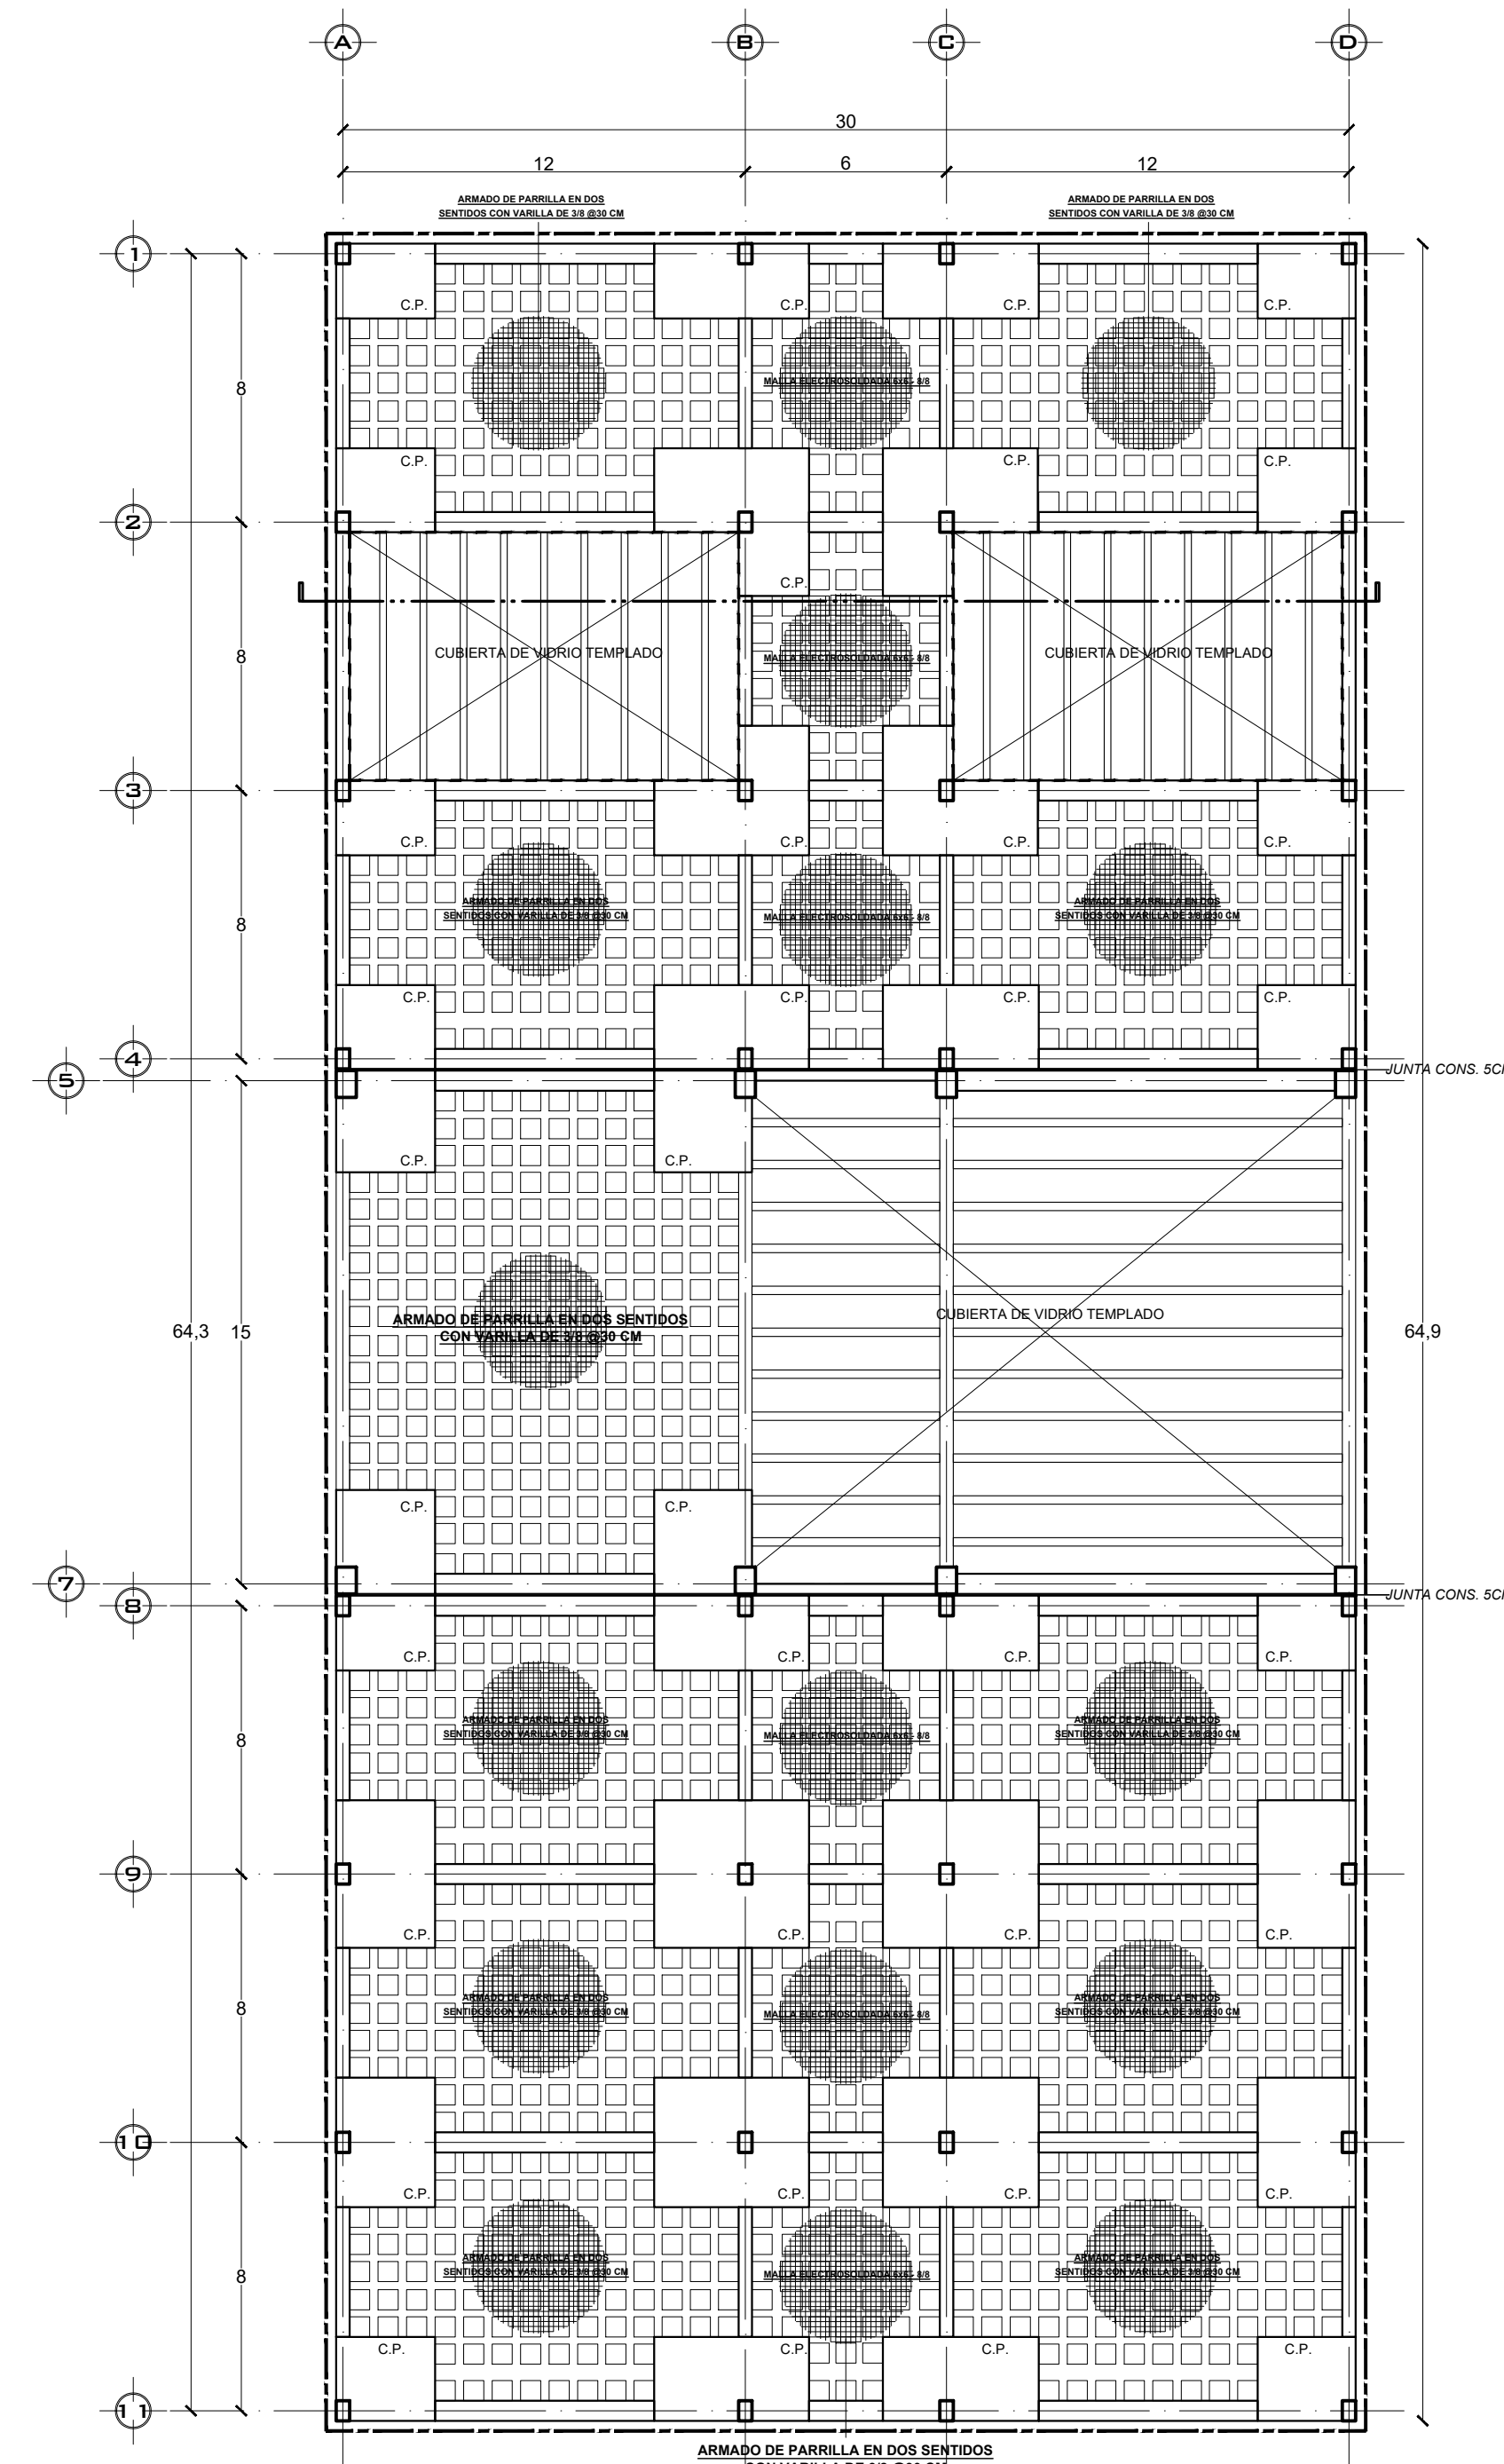 A B C D
30
12 6 12
ARMADO DE PARRILLA EN DOS
SENTIDOS CON VARILLA DE 3/8 @30 CM
ARMADO DE PARRILLA EN DOS
SENTIDOS CON VARILLA DE 3/8 @30 CM
1
C.P. C.P. C.P. C.P.
8
MALLA ELECTROSOLDADA 6x6 - 8/8
C.P. C.P. C.P.
2
C.P.
8
CUBIERTA DE VIDRIO TEMPLADO
MALLA ELECTROSOLDADA 6x6 - 8/8
CUBIERTA DE VIDRIO TEMPLADO
3
C.P. C.P. C.P. C.P.
8
ARMADO DE PARRILLA EN DOS
SENTIDOS CON VARILLA DE 3/8 @30 CM
MALLA ELECTROSOLDADA 6x6 - 8/8
ARMADO DE PARRILLA EN DOS
SENTIDOS CON VARILLA DE 3/8 @30 CM
C.P. C.P. C.P. C.P.
4
JUNTA CONS. 5C
5
C.P. C.P.
64,3
15
ARMADO DE PARRILLA EN DOS SENTIDOS
CON VARILLA DE 3/8 @30 CM
CUBIERTA DE VIDRIO TEMPLADO
64,9
C.P. C.P.
7
JUNTA CONS. 5C
8
C.P. C.P. C.P. C.P.
8
ARMADO DE PARRILLA EN DOS
SENTIDOS CON VARILLA DE 3/8 @30 CM
MALLA ELECTROSOLDADA 6x6 - 8/8
ARMADO DE PARRILLA EN DOS
SENTIDOS CON VARILLA DE 3/8 @30 CM
9
C.P. C.P. C.P. C.P.
8
ARMADO DE PARRILLA EN DOS
SENTIDOS CON VARILLA DE 3/8 @30 CM
MALLA ELECTROSOLDADA 6x6 - 8/8
ARMADO DE PARRILLA EN DOS
SENTIDOS CON VARILLA DE 3/8 @30 CM
10
C.P. C.P. C.P. C.P.
8
ARMADO DE PARRILLA EN DOS
SENTIDOS CON VARILLA DE 3/8 @30 CM
MALLA ELECTROSOLDADA 6x6 - 8/8
ARMADO DE PARRILLA EN DOS
SENTIDOS CON VARILLA DE 3/8 @30 CM
C.P. C.P. C.P. C.P.
11
ARMADO DE PARRILLA EN DOS SENTIDOS
CON VARILLA DE 3/8 @30 CM